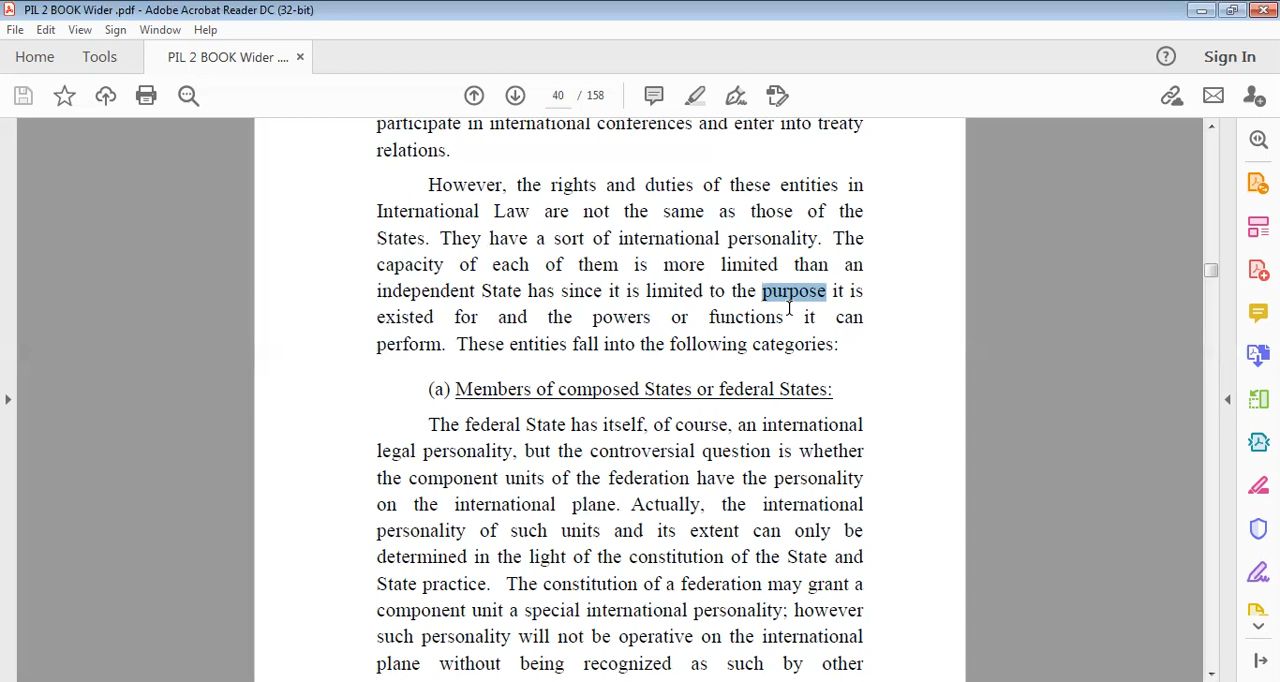 PIL 2 BOOK Wider .pdf - Adobe Acrobat Reader DC (32-bit)
File Edit View Sign Window Help
Home Tools PIL 2 BOOK Wider .... × Sign In
40 / 158
participate in international conferences and enter into treaty
relations.
However, the rights and duties of these entities in
International Law are not the same as those of the
States. They have a sort of international personality. The
capacity of each of them is more limited than an
independent State has since it is limited to the purpose it is
existed for and the powers or functions it can
perform. These entities fall into the following categories:
(a) Members of composed States or federal States:
The federal State has itself, of course, an international
legal personality, but the controversial question is whether
the component units of the federation have the personality
on the international plane. Actually, the international
personality of such units and its extent can only be
determined in the light of the constitution of the State and
State practice. The constitution of a federation may grant a
component unit a special international personality; however
such personality will not be operative on the international
plane without being recognized as such by other